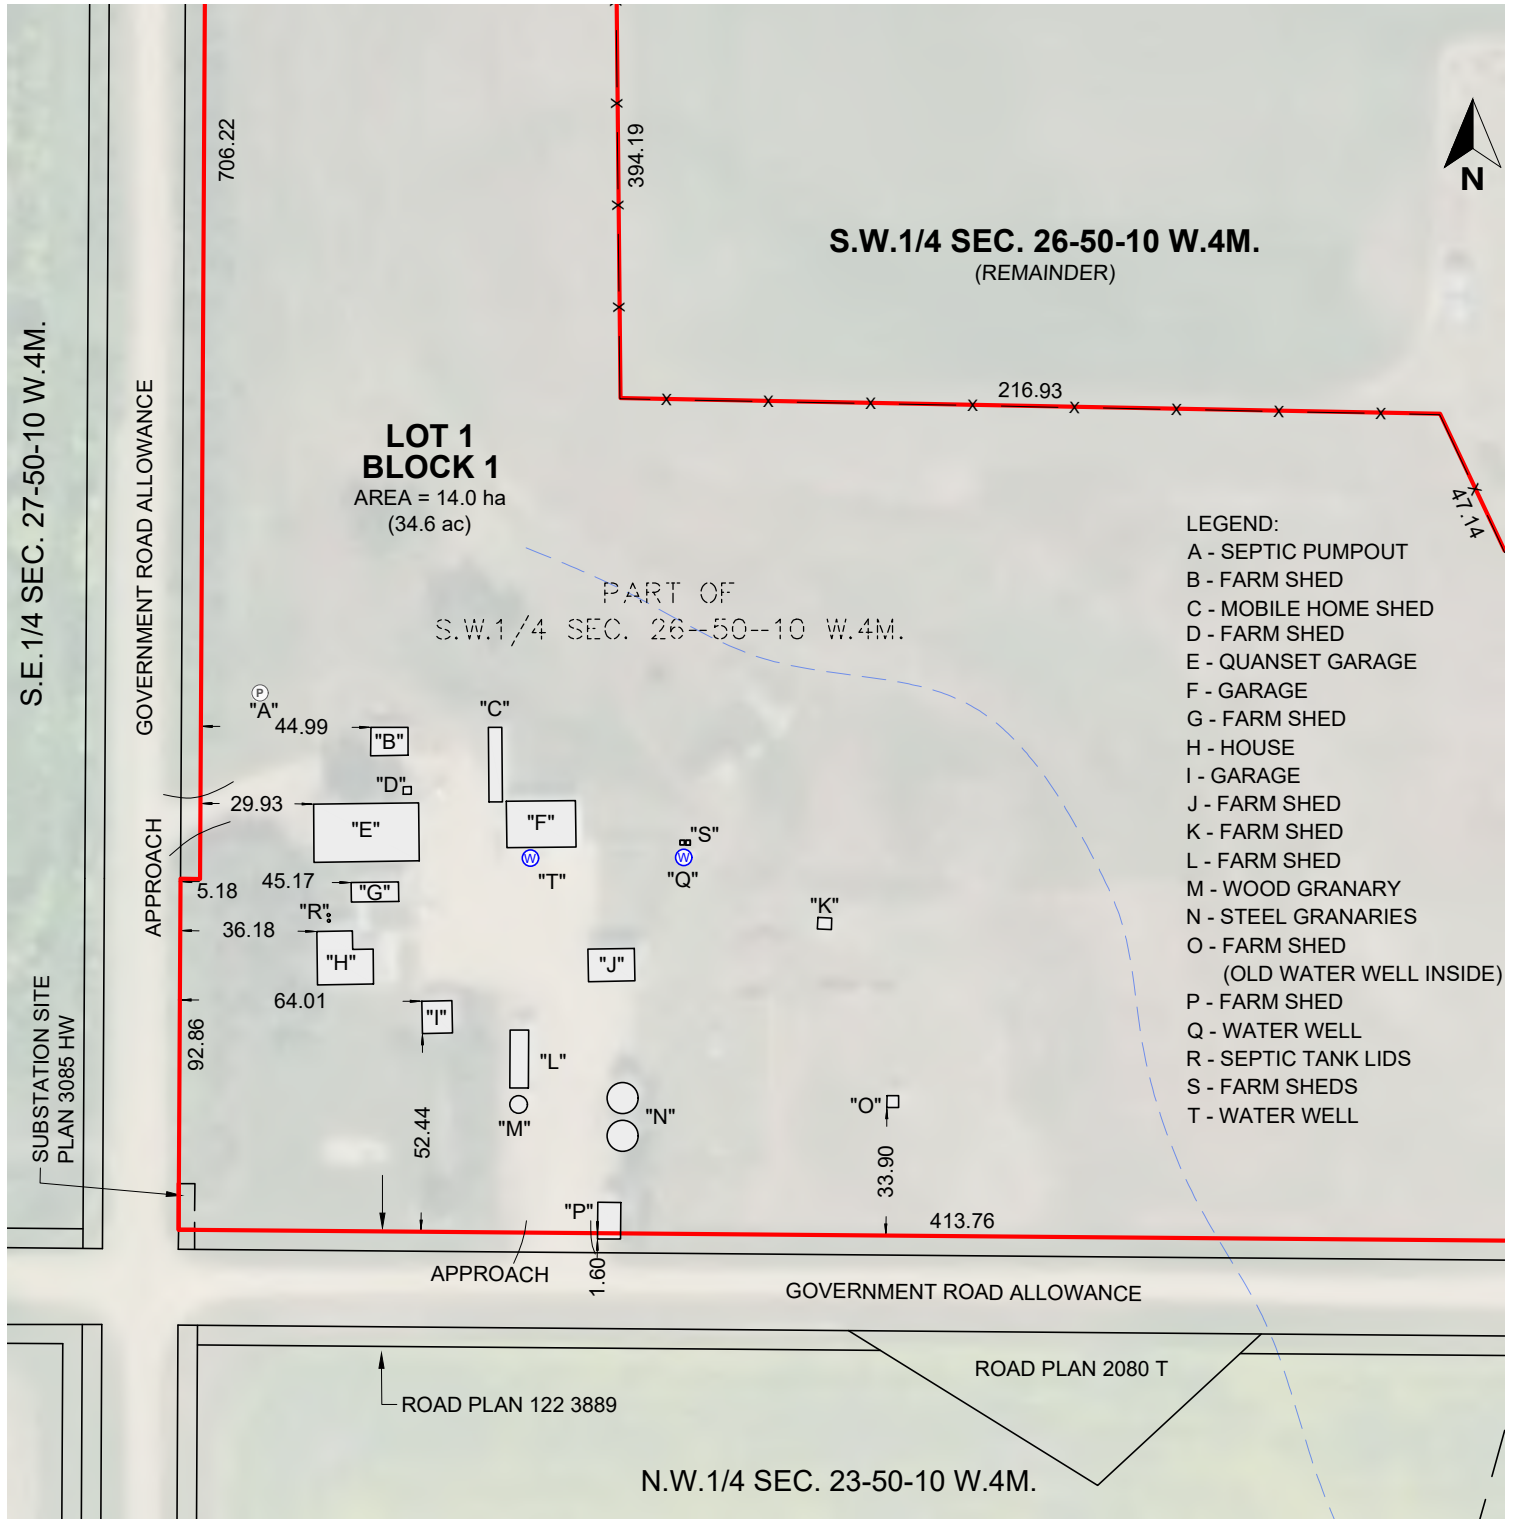 706.22
394.19
N
S.W.1/4 SEC. 26-50-10 W.4M.
(REMAINDER)
216.93
47.14
S.E.1/4 SEC. 27-50-10 W.4M.
GOVERNMENT ROAD ALLOWANCE
LOT 1
BLOCK 1
AREA = 14.0 ha
(34.6 ac)
PART OF
S.W.1/4 SEC. 26--50--10 W.4M.
LEGEND:
A - SEPTIC PUMPOUT
B - FARM SHED
C - MOBILE HOME SHED
D - FARM SHED
E - QUANSET GARAGE
F - GARAGE
G - FARM SHED
H - HOUSE
I - GARAGE
J - FARM SHED
K - FARM SHED
L - FARM SHED
M - WOOD GRANARY
N - STEEL GRANARIES
O - FARM SHED
(OLD WATER WELL INSIDE)
P - FARM SHED
Q - WATER WELL
R - SEPTIC TANK LIDS
S - FARM SHEDS
T - WATER WELL
P
"A"
44.99
"B"
"C"
"D"
29.93
"E"
"F"
"S"
W
"T"
W
"Q"
APPROACH
5.18
45.17
"G"
"R"
36.18
"H"
"K"
"J"
64.01
"I"
92.86
SUBSTATION SITE
PLAN 3085 HW
"L"
"M"
"N"
"O"
52.44
33.90
"P"
413.76
APPROACH
1.60
GOVERNMENT ROAD ALLOWANCE
ROAD PLAN 2080 T
ROAD PLAN 122 3889
N.W.1/4 SEC. 23-50-10 W.4M.